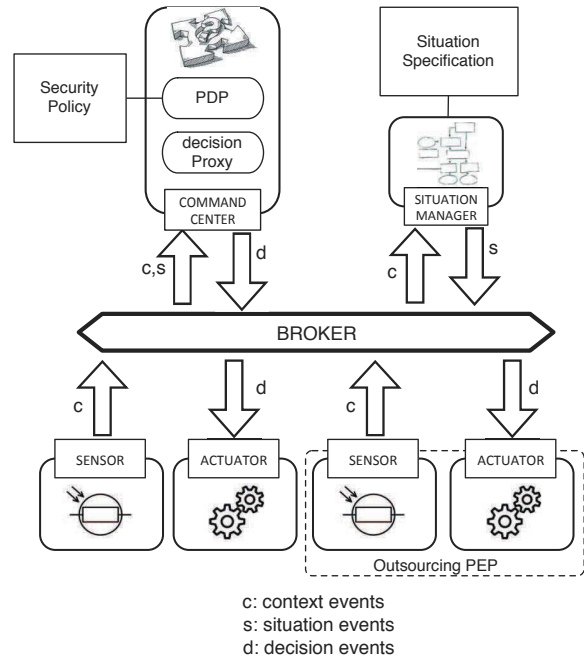 Security
Policy
PDP
decision
Proxy
COMMAND
CENTER
Situation
Specification
SITUATION
MANAGER
c,s
d
c
s
BROKER
c
d
c
d
SENSOR
ACTUATOR
SENSOR
ACTUATOR
Outsourcing PEP
c: context events
s: situation events
d: decision events